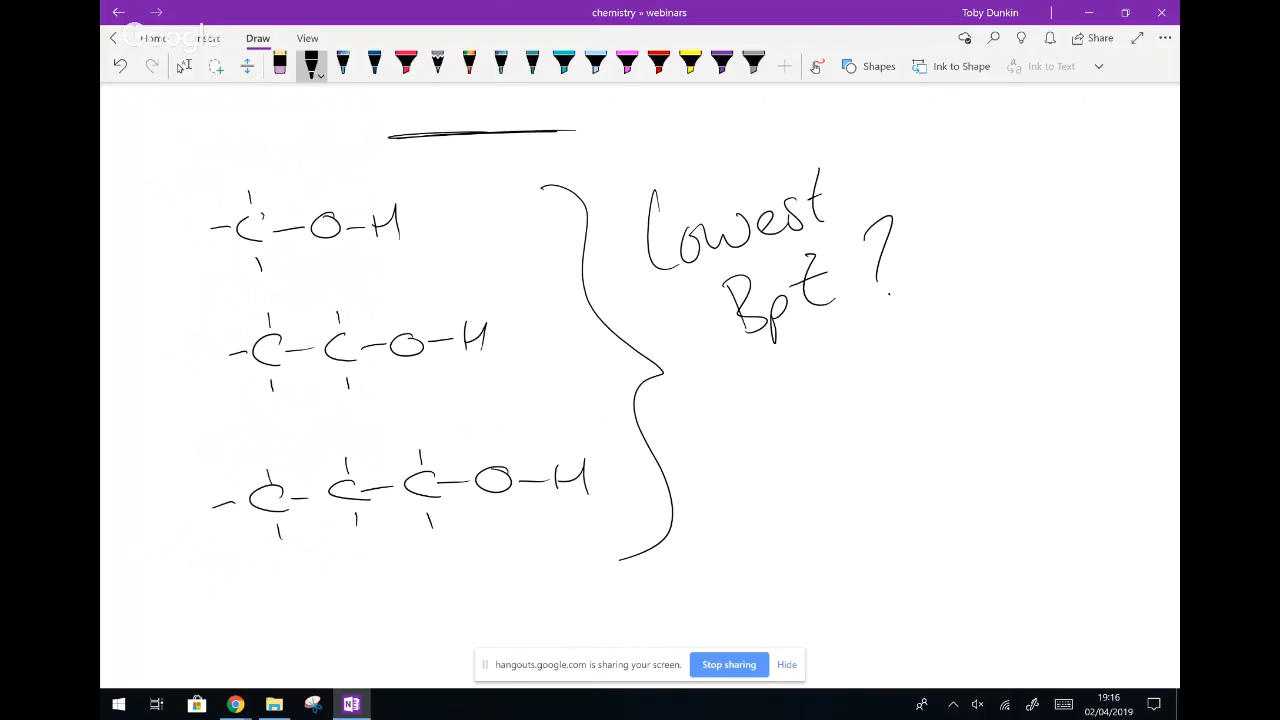 chemistry » webinars
Toby Dunkin
Google
Home Insert Draw View
Share
Shapes
Ink to Shape
Ink to Text
-C-O-H
-C-C-O-H
-C-C-C-O-H
Lowest
Bpt ?
hangouts.google.com is sharing your screen.
Stop sharing
Hide
19:16
02/04/2019